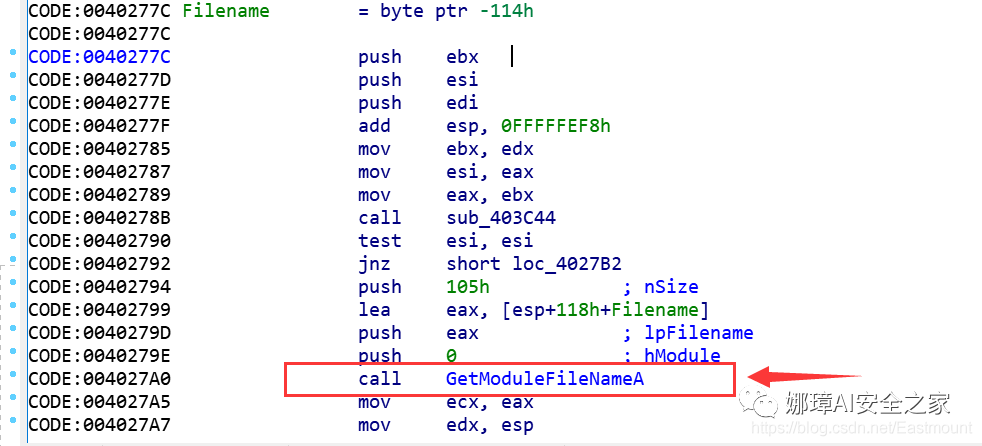 CODE:0040277C Filename = byte ptr -114h
CODE:0040277C
CODE:0040277C push ebx
CODE:0040277D push esi
CODE:0040277E push edi
CODE:0040277F add esp, 0FFFFFEF8h
CODE:00402785 mov ebx, edx
CODE:00402787 mov esi, eax
CODE:00402789 mov eax, ebx
CODE:0040278B call sub_403C44
CODE:00402790 test esi, esi
CODE:00402792 jnz short loc_4027B2
CODE:00402794 push 105h ; nSize
CODE:00402799 lea eax, [esp+118h+Filename]
CODE:0040279D push eax ; lpFilename
CODE:0040279E push 0 ; hModule
CODE:004027A0 call GetModuleFileNameA
CODE:004027A5 mov ecx, eax
CODE:004027A7 mov edx, esp
娜璋AI安全之家
https://blog.csdn.net/Eastmount